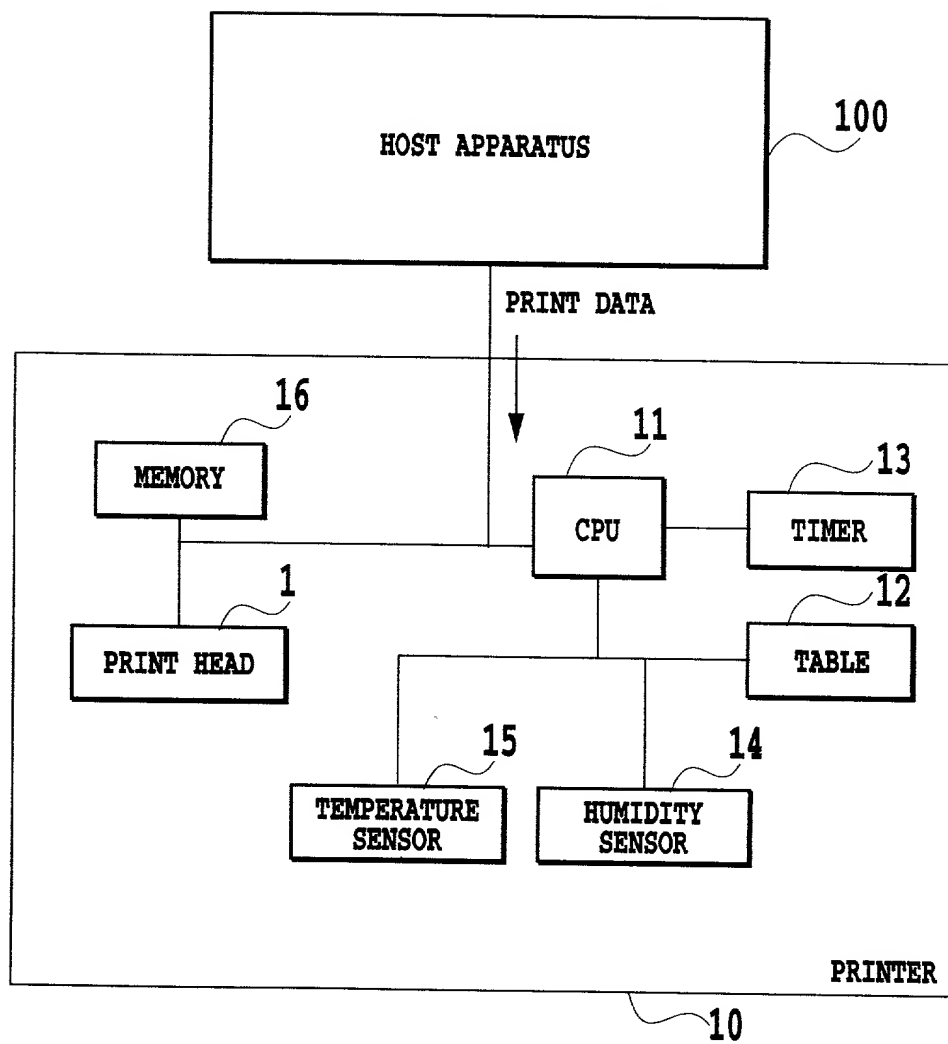 HOST APPARATUS
100
PRINT DATA
16
MEMORY
11
CPU
13
TIMER
1
PRINT HEAD
12
TABLE
15
TEMPERATURE
SENSOR
14
HUMIDITY
SENSOR
PRINTER
10